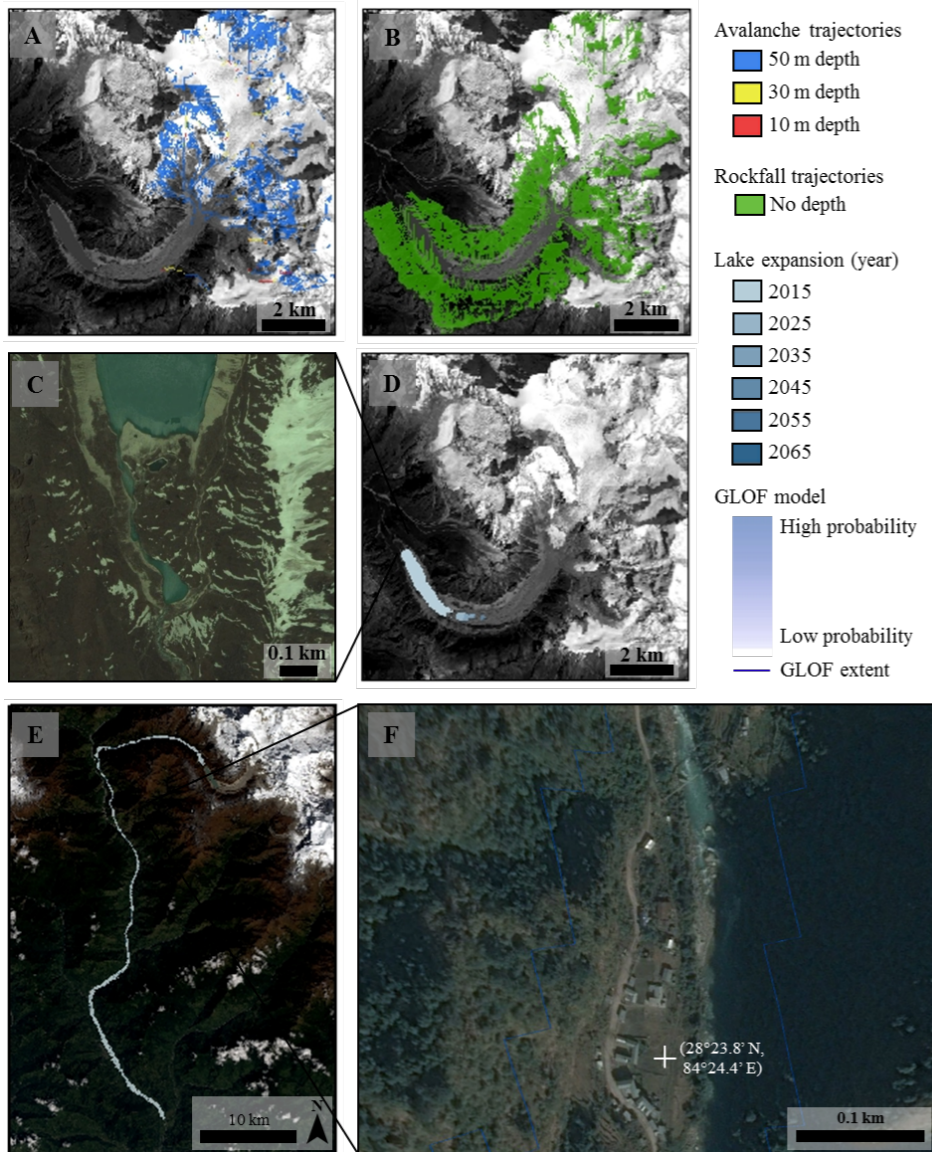 A
2 km
B
2 km
Avalanche trajectories
50 m depth
30 m depth
10 m depth
Rockfall trajectories
No depth
Lake expansion (year)
2015
2025
2035
2045
2055
2065
GLOF model
High probability
Low probability
GLOF extent
C
0.1 km
D
2 km
E
10 km
N
F
(28°23.8' N,
84°24.4' E)
0.1 km